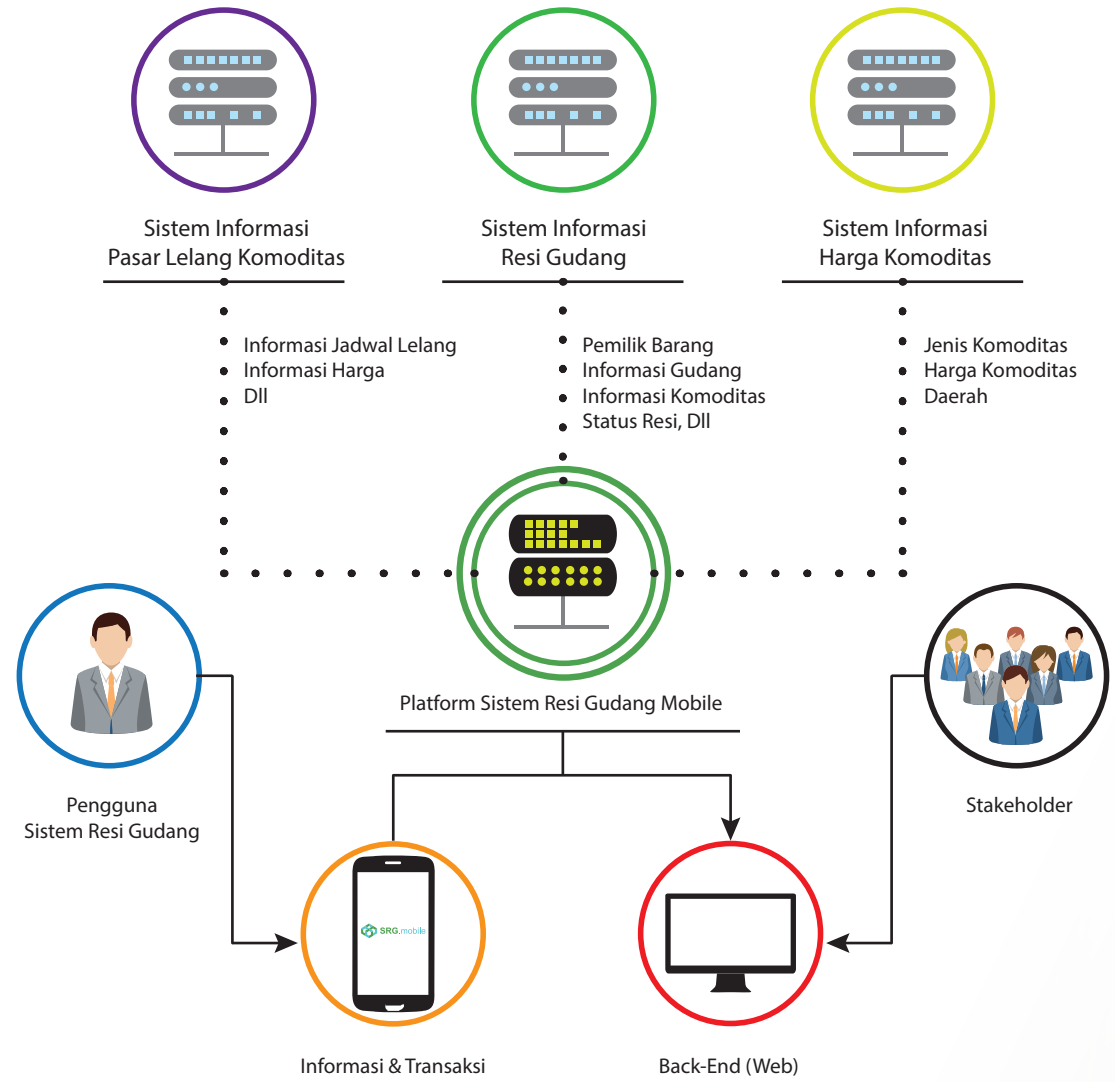 Sistem Informasi
Pasar Lelang Komoditas
Sistem Informasi
Resi Gudang
Sistem Informasi
Harga Komoditas
Informasi Jadwal Lelang
Informasi Harga
Dll
Pemilik Barang
Informasi Gudang
Informasi Komoditas
Status Resi, Dll
Jenis Komoditas
Harga Komoditas
Daerah
Platform Sistem Resi Gudang Mobile
Pengguna
Sistem Resi Gudang
Stakeholder
SRG.mobile
Informasi & Transaksi
Back-End (Web)